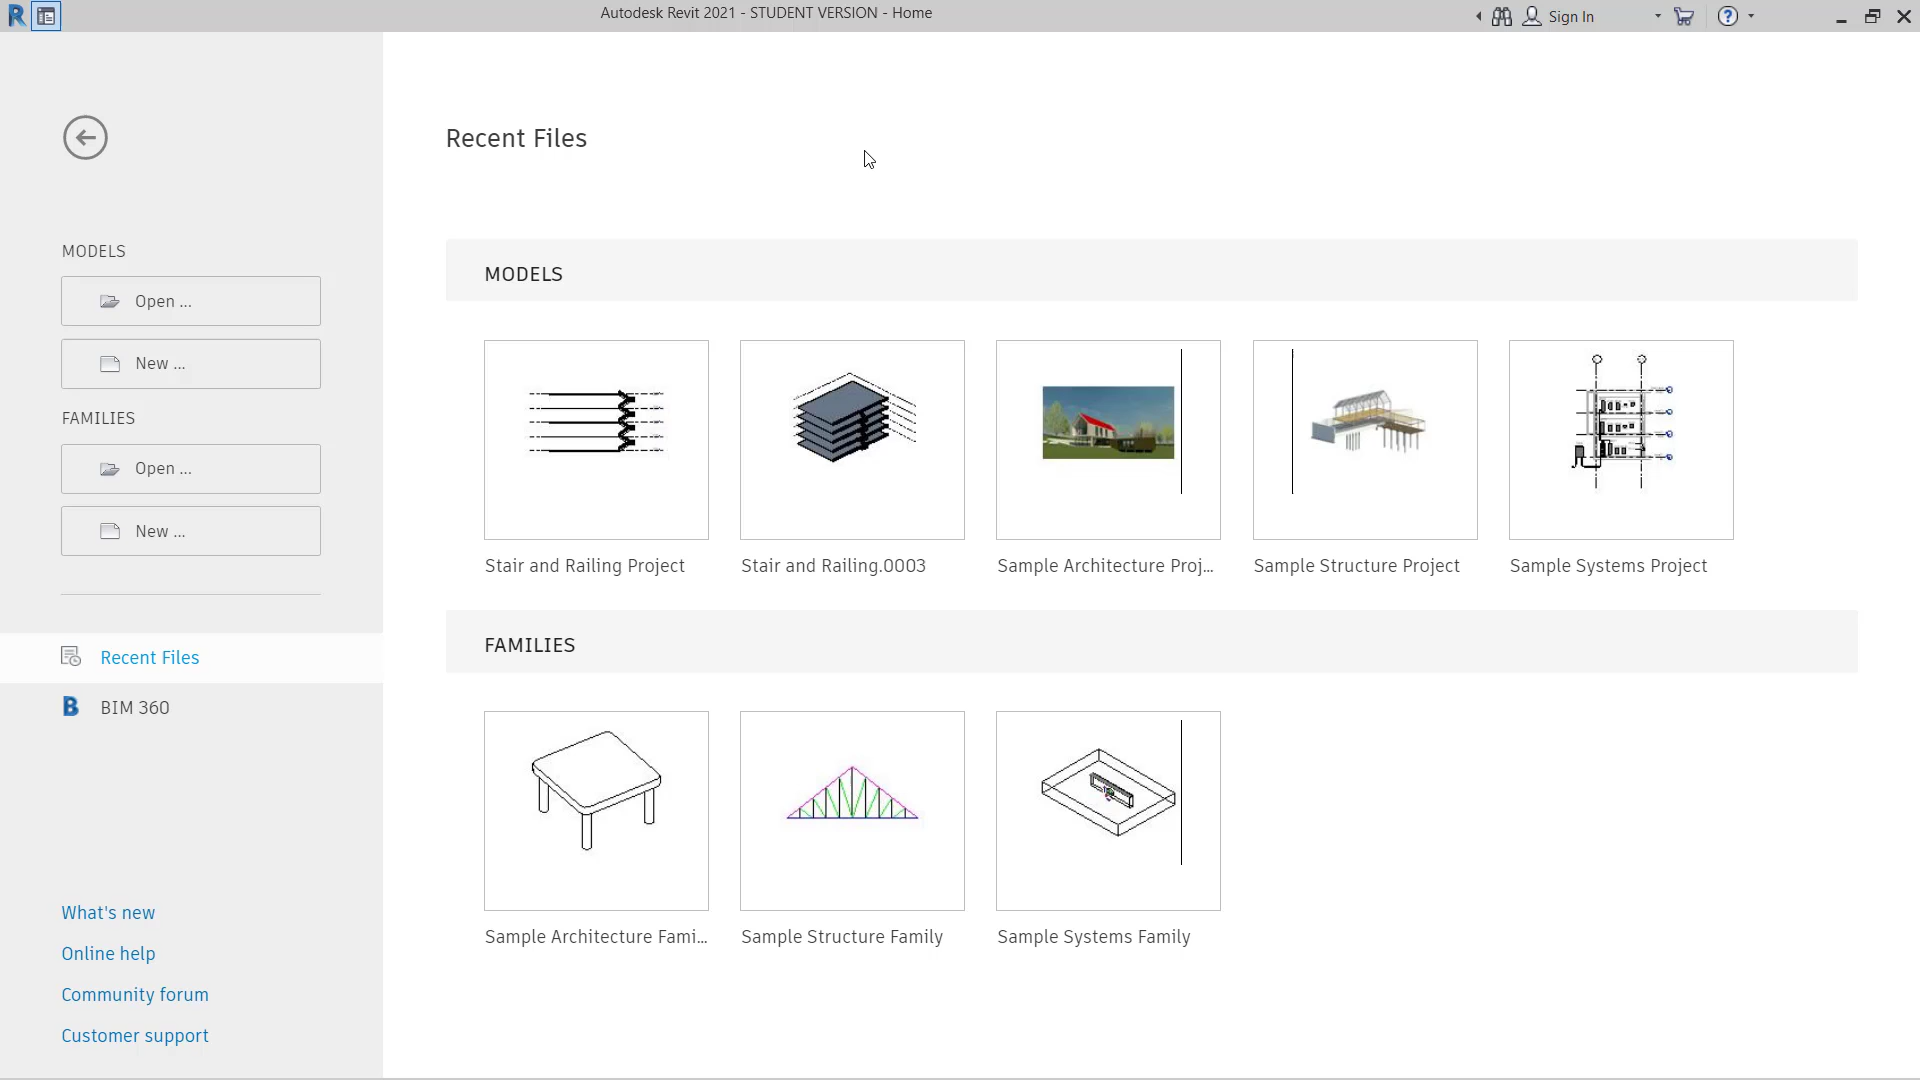 Autodesk Revit 2021 - STUDENT VERSION - Home
Sign In
MODELS
Open ...
New ...
FAMILIES
Open ...
New ...
Recent Files
BIM 360
What's new
Online help
Community forum
Customer support
Recent Files
MODELS
Stair and Railing Project
Stair and Railing.0003
Sample Architecture Proj...
Sample Structure Project
Sample Systems Project
FAMILIES
Sample Architecture Fami...
Sample Structure Family
Sample Systems Family